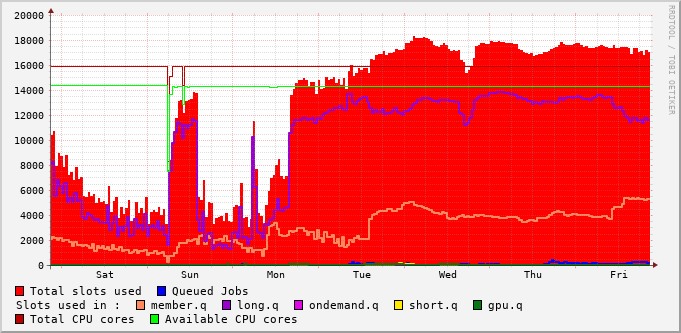 20000
18000
16000
14000
12000
10000
8000
6000
4000
2000
0
Sat Sun Mon Tue Wed Thu Fri
RRDTOOL / TOBI OETIKER
Total slots used Queued Jobs
Slots used in : member.q long.q ondemand.q short.q gpu.q
Total CPU cores Available CPU cores